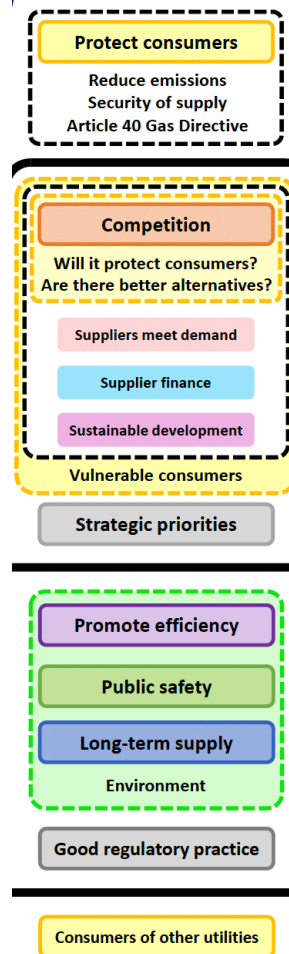 Protect consumers
Reduce emissions
Security of supply
Article 40 Gas Directive
Competition
Will it protect consumers?
Are there better alternatives?
Suppliers meet demand
Supplier finance
Sustainable development
Vulnerable consumers
Strategic priorities
Promote efficiency
Public safety
Long-term supply
Environment
Good regulatory practice
Consumers of other utilities